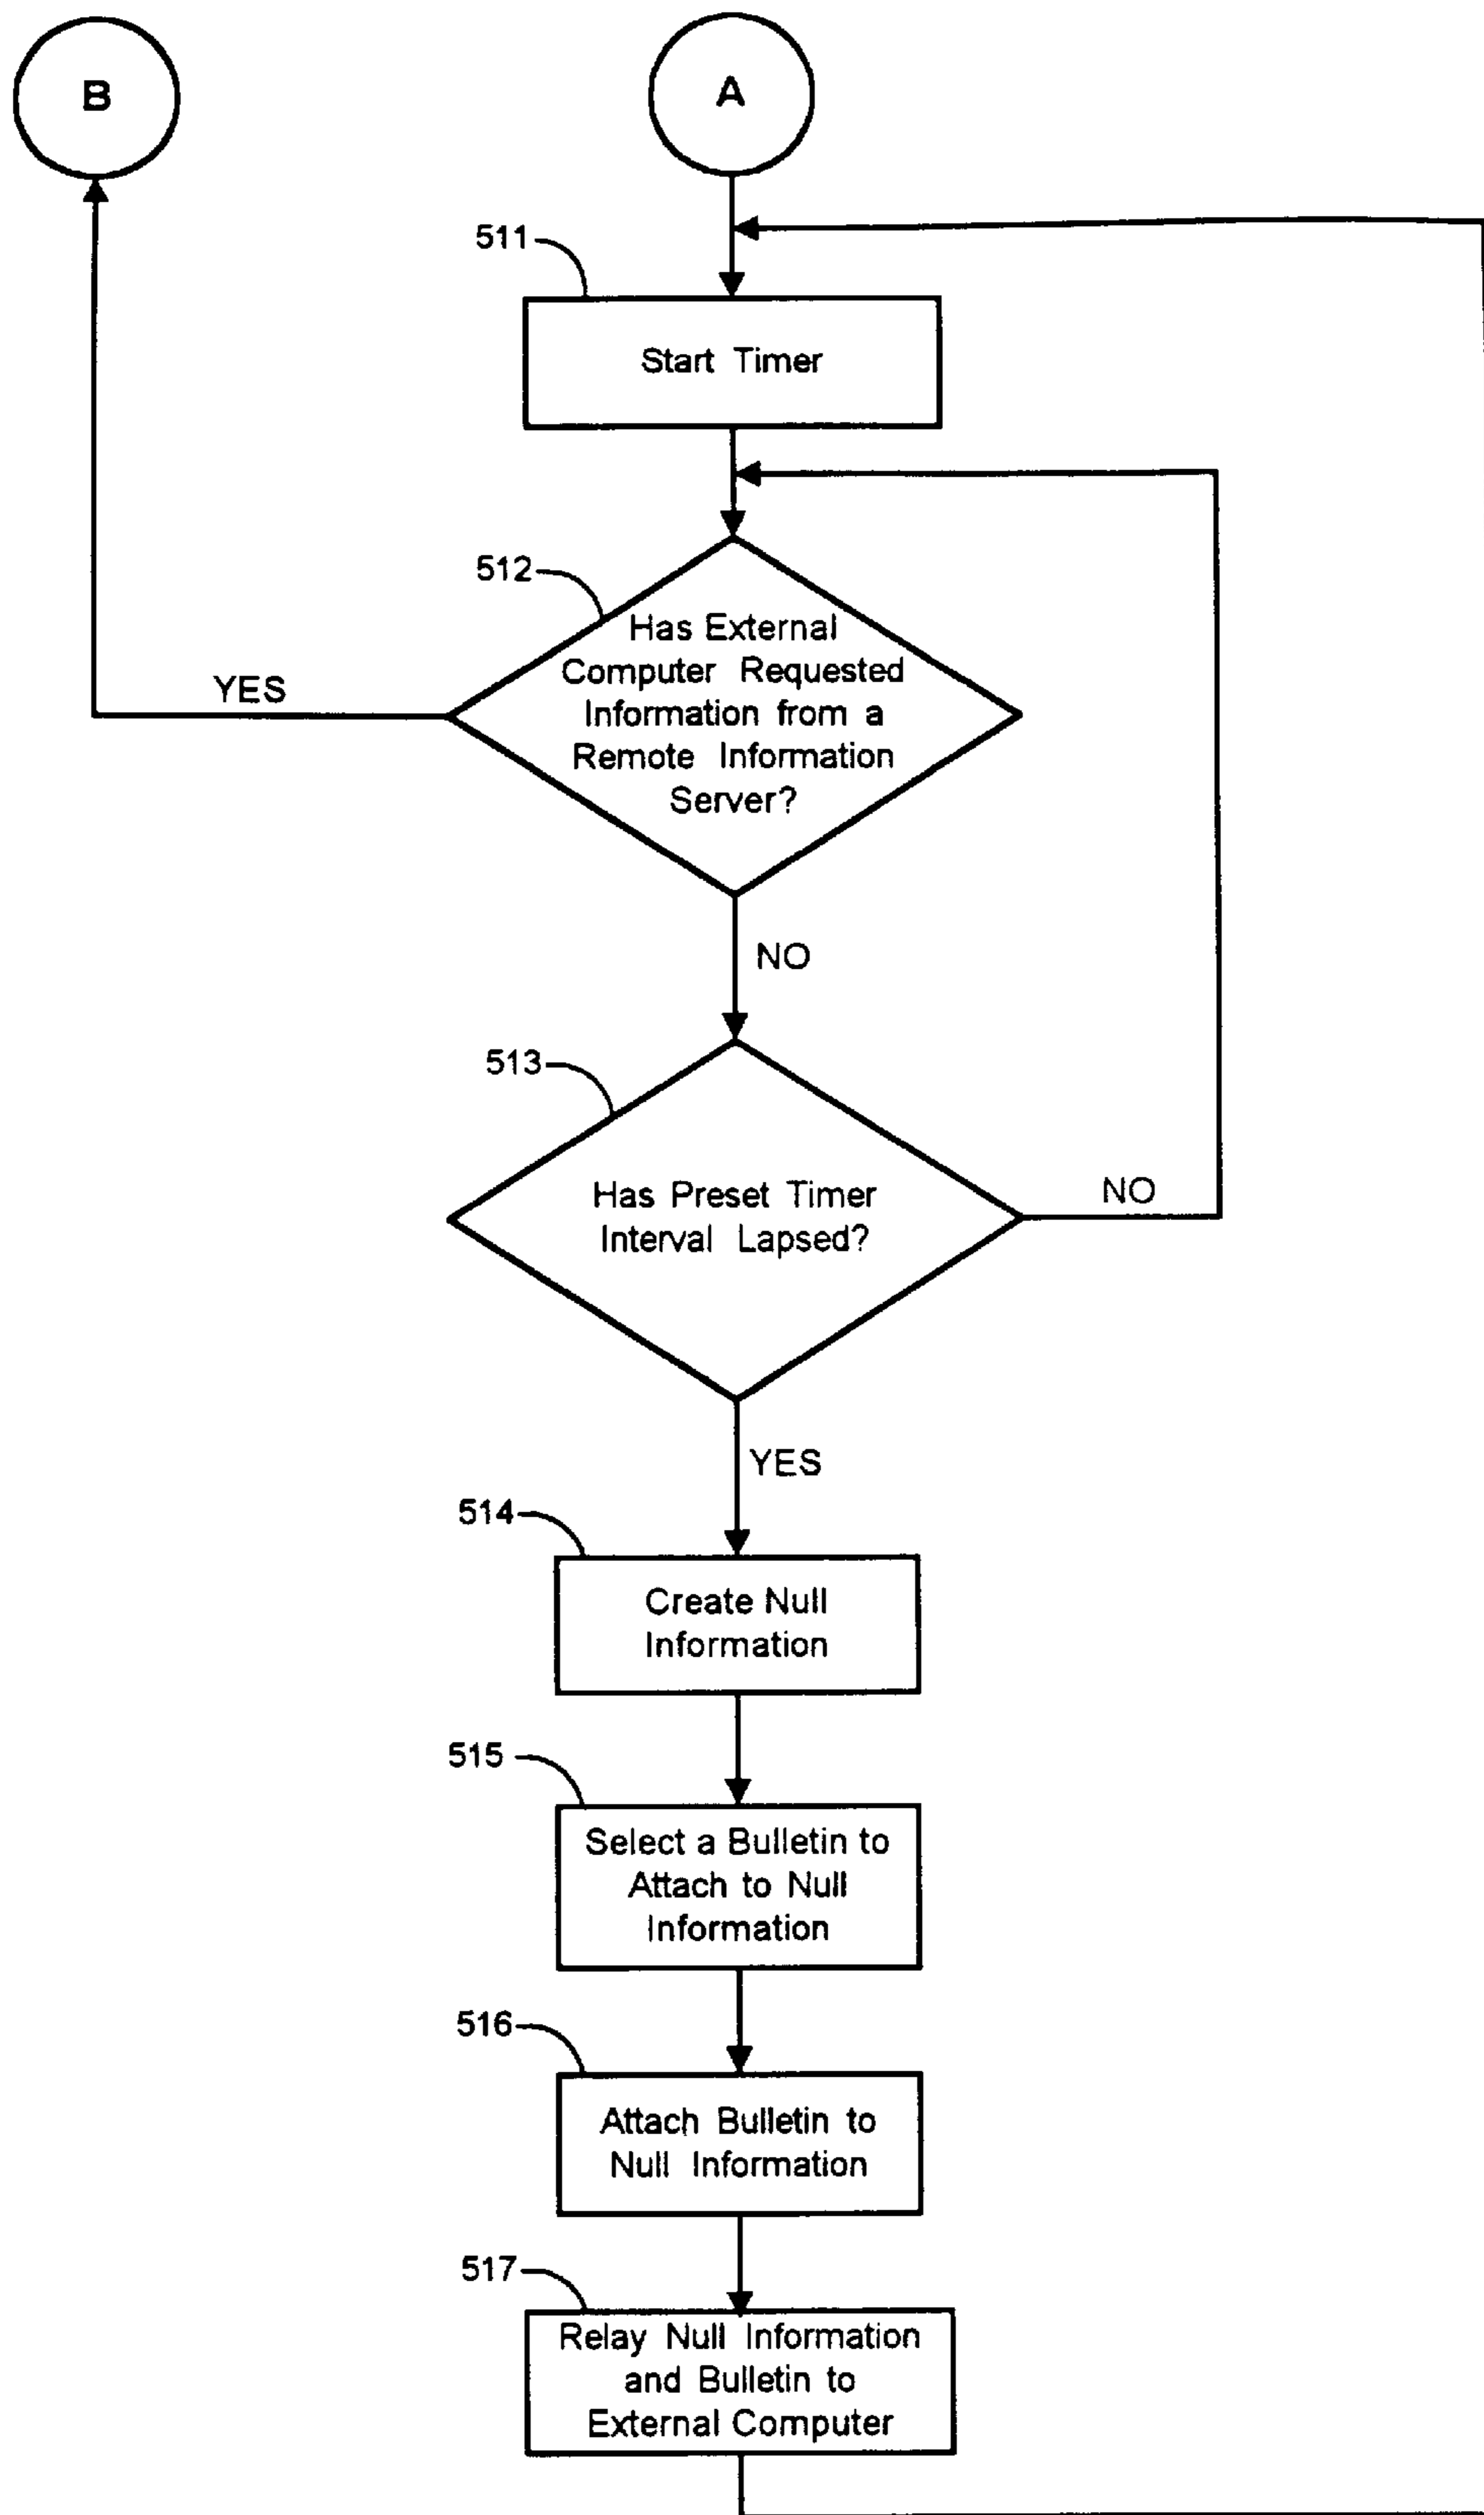 B
A
511
Start Timer
512
Has External
Computer Requested
Information from a
Remote Information
Server?
YES
NO
513
Has Preset Timer
Interval Lapsed?
NO
YES
514
Create Null
Information
515
Select a Bulletin to
Attach to Null
Information
516
Attach Bulletin to
Null Information
517
Relay Null Information
and Bulletin to
External Computer